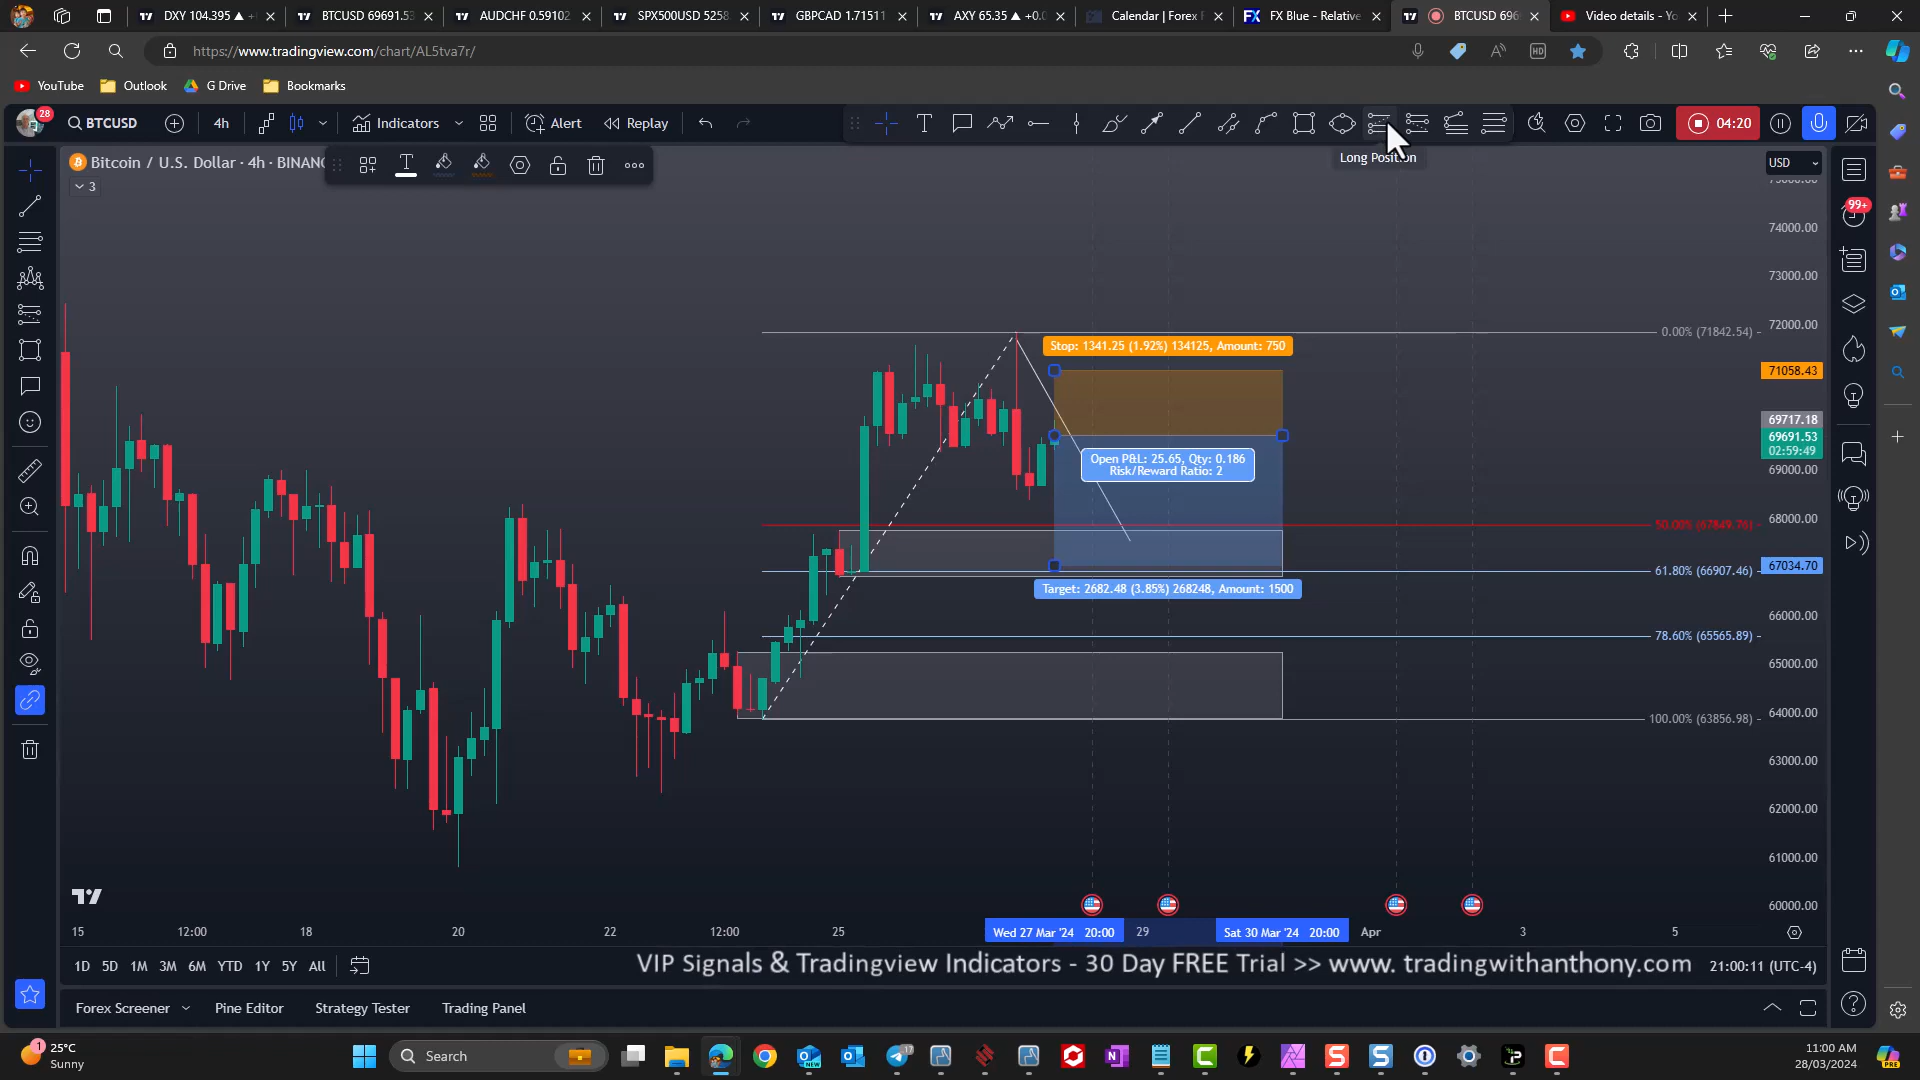 DXY 104.395 ▲
BTCUSD 69691.53
AUDCHF 0.59102
SPX500USD 5258
GBPCAD 1.71511
AXY 65.35 ▲ +0.0
Calendar | Forex
FX Blue - Relative
BTCUSD 696
Video details - Yo
https://www.tradingview.com/chart/AL5tva7r/
HD
YouTube
Outlook
G Drive
Bookmarks
28
BTCUSD
4h
Indicators
Alert
Replay
04:20
Long Position
Bitcoin / U.S. Dollar · 4h · BINANC
USD
3
99+
74000.00
73000.00
72000.00
0.00% (71842.54)
Stop: 1341.25 (1.92%) 134125, Amount: 750
71058.43
69717.18
69691.53
02:59:49
Open P&L: 25.65, Qty: 0.186
Risk/Reward Ratio: 2
69000.00
68000.00
50.00% (67849.76)
61.80% (66907.46)
67034.70
Target: 2682.48 (3.85%) 268248, Amount: 1500
66000.00
78.60% (65565.89)
65000.00
64000.00
100.00% (63856.98)
63000.00
62000.00
61000.00
60000.00
15
12:00
18
20
22
12:00
25
Wed 27 Mar '24 20:00
29
Sat 30 Mar '24 20:00
Apr
3
5
1D 5D 1M 3M 6M YTD 1Y 5Y All
VIP Signals & Tradingview Indicators - 30 Day FREE Trial >> www. tradingwithanthony.com
21:00:11 (UTC-4)
Forex Screener
Pine Editor
Strategy Tester
Trading Panel
1
25°C
Sunny
Search
17
11:00 AM
28/03/2024